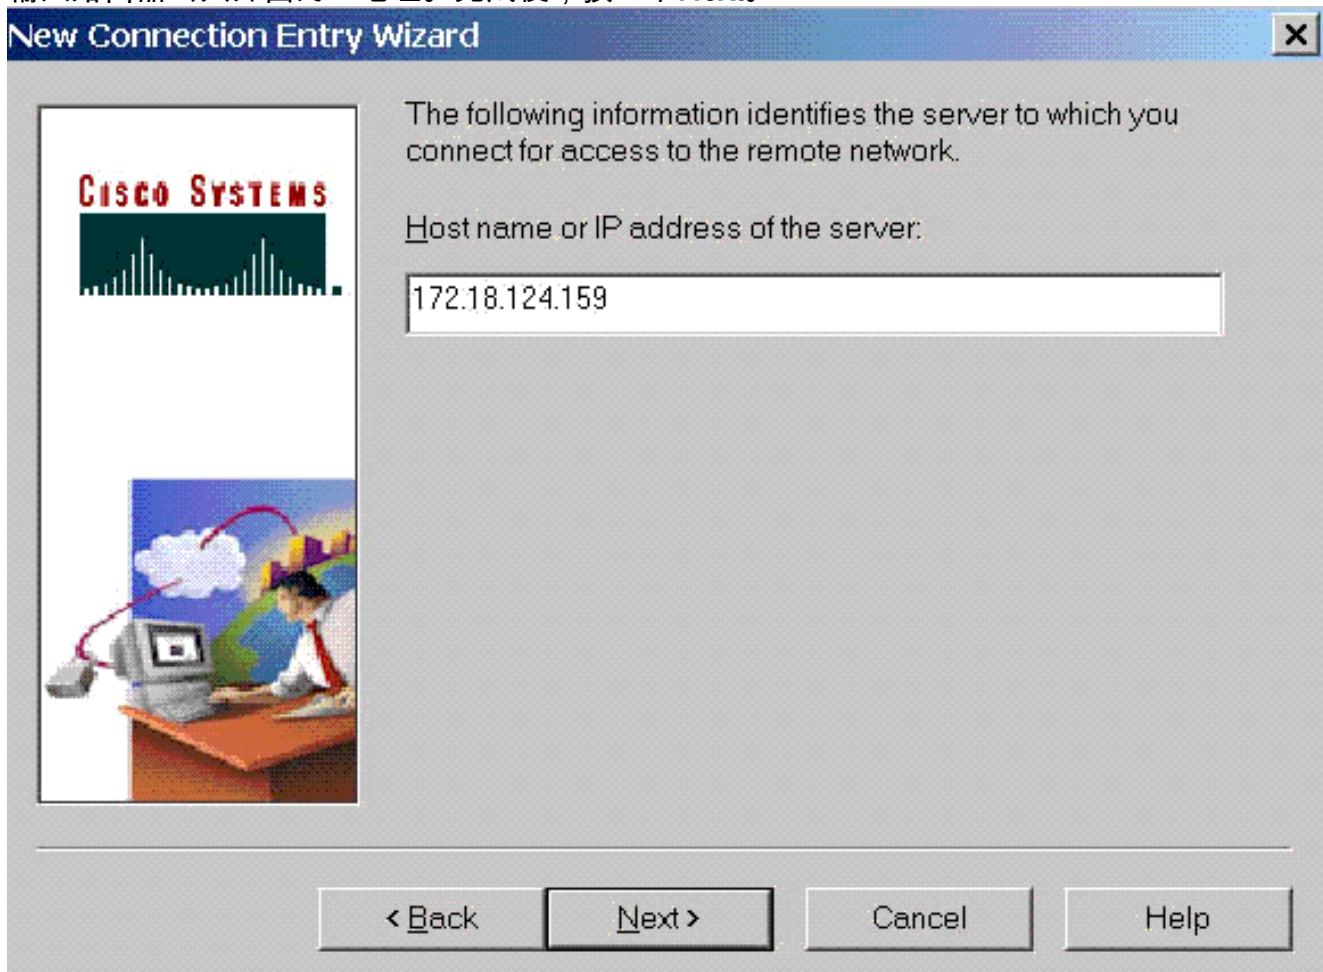 New Connection Entry Wizard
CISCO SYSTEMS
The following information identifies the server to which you
connect for access to the remote network.
Host name or IP address of the server:
172.18.124.159
< Back
Next >
Cancel
Help